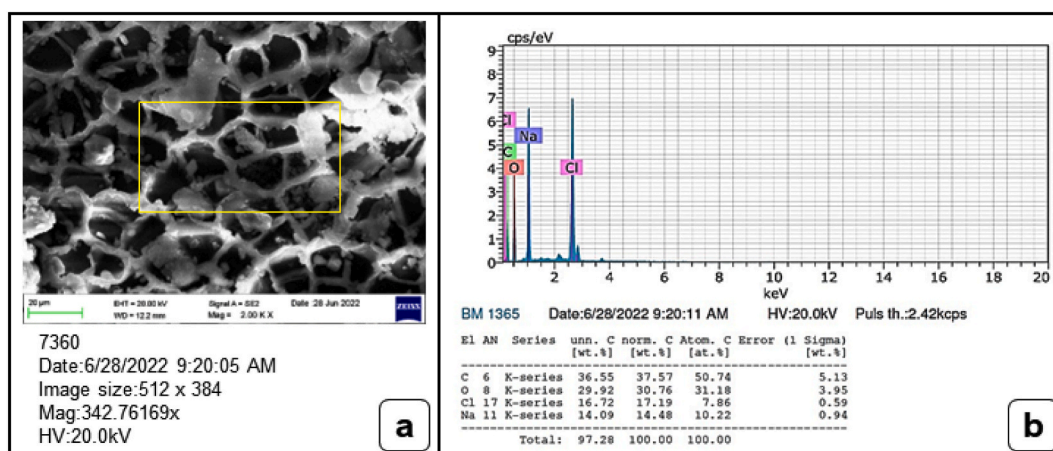 20 µm
EHT = 20.00 kV
Signal A = SE2
Date :28 Jun 2022
WD = 12.2 mm
Mag = 2.00 K X
ZEISS
7360
Date:6/28/2022 9:20:05 AM
Image size:512 x 384
Mag:342.76169x
HV:20.0kV
a
cps/eV
9
8
7
6
5
4
3
2
1
0
Cl
C
O
Na
Cl
2 4 6 8 10 12 14 16 18 20
keV
BM 1365 Date:6/28/2022 9:20:11 AM HV:20.0kV Puls th.:2.42kcps
El AN Series unn. C norm. C Atom. C Error (1 Sigma)
[wt.%] [wt.%] [at.%] [wt.%]
C 6 K-series 36.55 37.57 50.74 5.13
O 8 K-series 29.92 30.76 31.18 3.95
Cl 17 K-series 16.72 17.19 7.86 0.59
Na 11 K-series 14.09 14.48 10.22 0.94
Total: 97.28 100.00 100.00
b